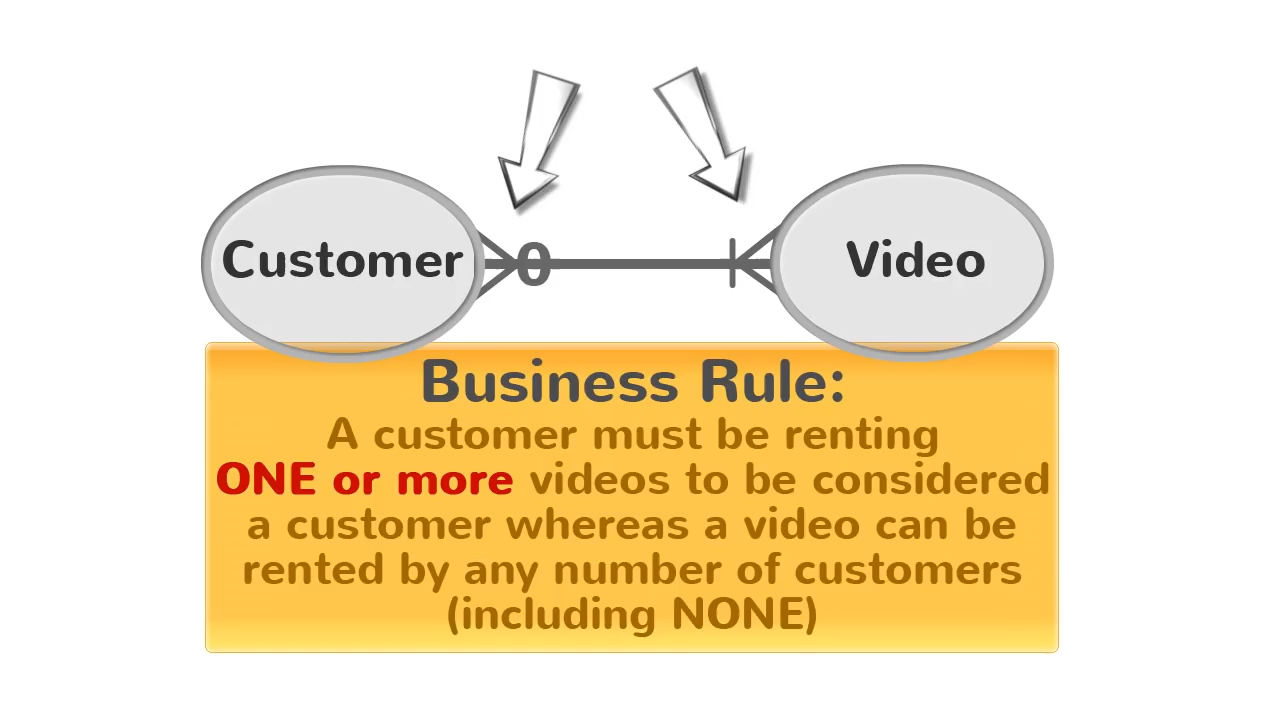 Customer
0
Video
Business Rule:
A customer must be renting
ONE or more videos to be considered
a customer whereas a video can be
rented by any number of customers
(including NONE)